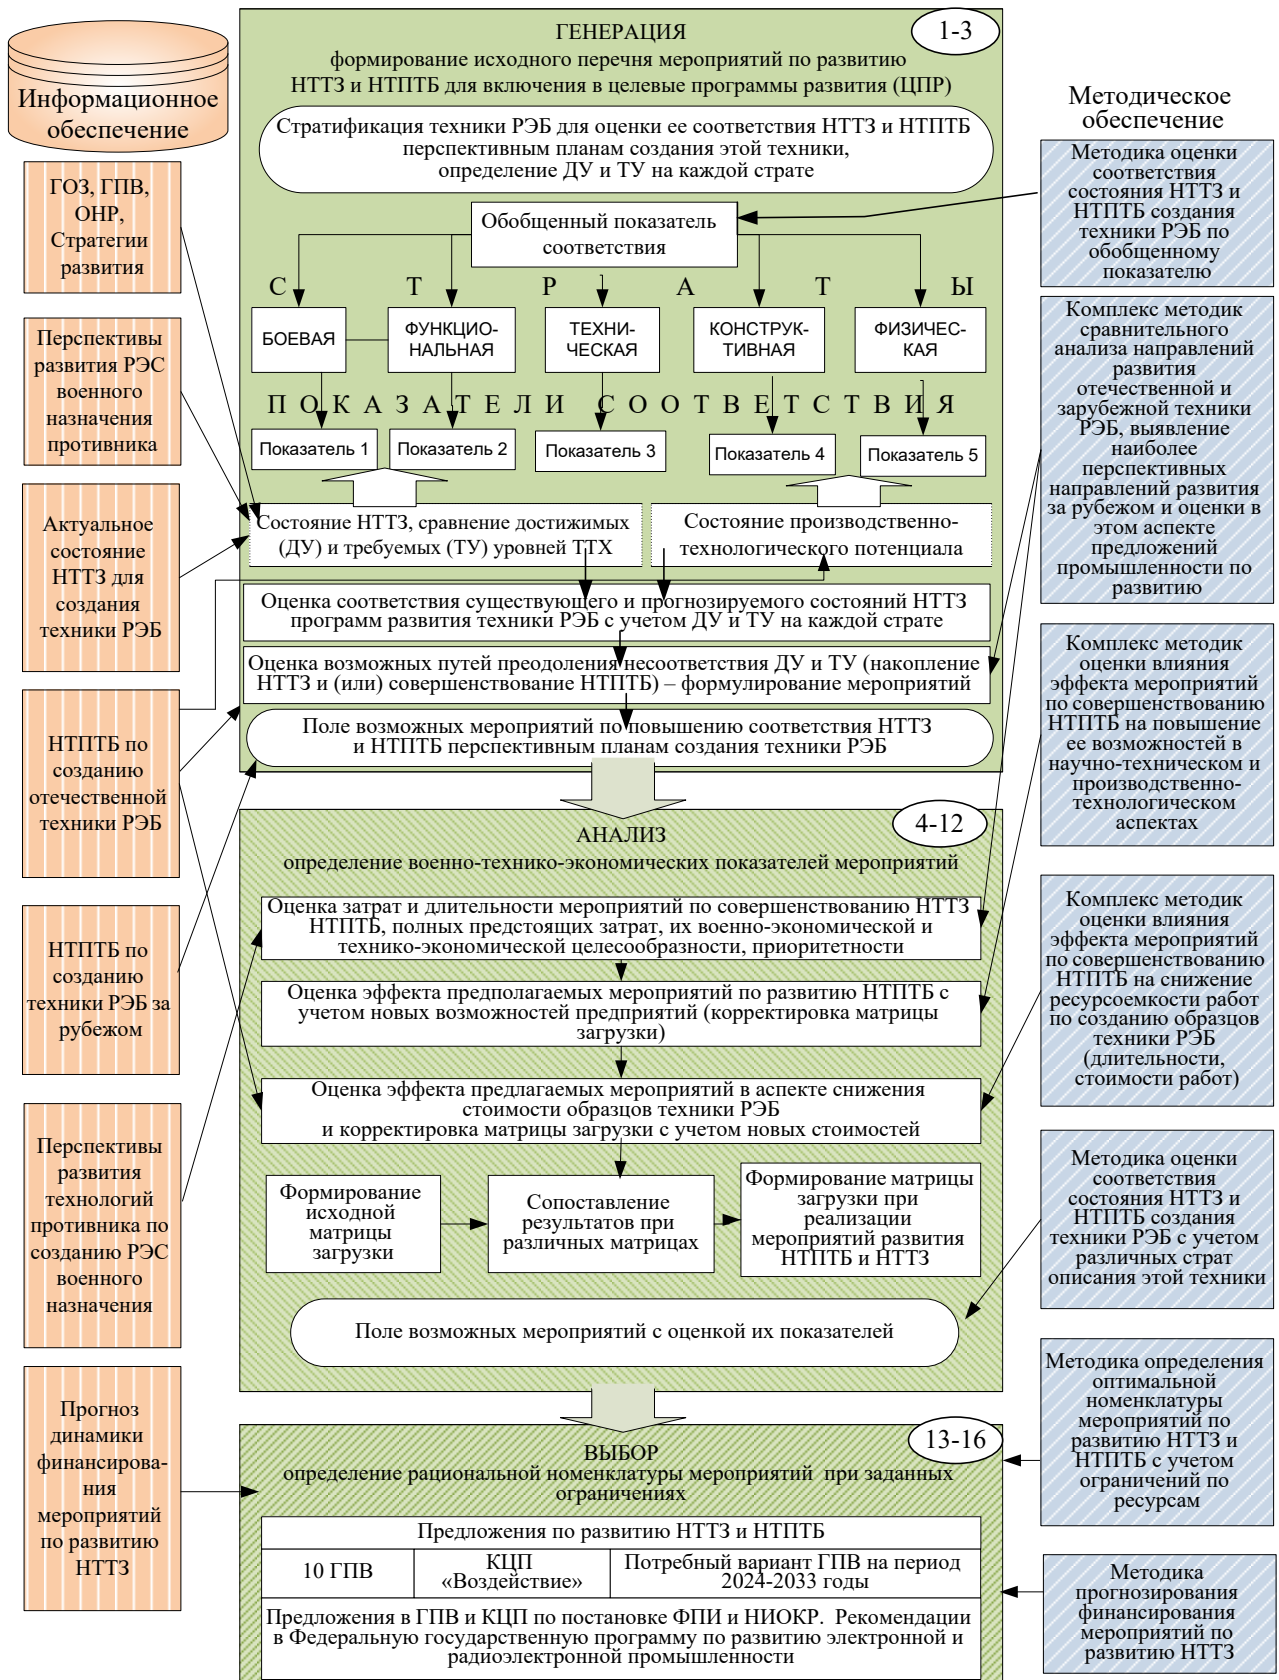 Информационное
обеспечение
ГОЗ, ГПВ,
ОНР,
Стратегии
развития
Перспективы
развития РЭС
военного
назначения
противника
Актуальное
состояние
НТТЗ для
создания
техники РЭБ
НТПТБ по
созданию
отечественной
техники РЭБ
НТПТБ по
созданию
техники РЭБ за
рубежом
Перспективы
развития
технологий
противника по
созданию РЭС
военного
назначения
Прогноз
динамики
финансирова-
ния
мероприятий
по развитию
НТТЗ
1-3
ГЕНЕРАЦИЯ
формирование исходного перечня мероприятий по развитию
НТТЗ и НТПТБ для включения в целевые программы развития (ЦПР)
Стратификация техники РЭБ для оценки ее соответствия НТТЗ и НТПТБ
перспективным планам создания этой техники,
определение ДУ и ТУ на каждой страте
Обобщенный показатель
соответствия
С Т Р А Т Ы
БОЕВАЯ
ФУНКЦИО-
НАЛЬНАЯ
ТЕХНИ-
ЧЕСКАЯ
КОНСТРУК-
ТИВНАЯ
ФИЗИЧЕС-
КАЯ
П О К А З А Т Е Л И С О О Т В Е Т С Т В И Я
Показатель 1
Показатель 2
Показатель 3
Показатель 4
Показатель 5
Состояние НТТЗ, сравнение достижимых
(ДУ) и требуемых (ТУ) уровней ТТХ
Состояние производственно-
технологического потенциала
Оценка соответствия существующего и прогнозируемого состояний НТТЗ
программ развития техники РЭБ с учетом ДУ и ТУ на каждой страте
Оценка возможных путей преодоления несоответствия ДУ и ТУ (накопление
НТТЗ и (или) совершенствование НТПТБ) – формулирование мероприятий
Поле возможных мероприятий по повышению соответствия НТТЗ
и НТПТБ перспективным планам создания техники РЭБ
4-12
АНАЛИЗ
определение военно-технико-экономических показателей мероприятий
Оценка затрат и длительности мероприятий по совершенствованию НТТЗ
НТПТБ, полных предстоящих затрат, их военно-экономической и
технико-экономической целесообразности, приоритетности
Оценка эффекта предполагаемых мероприятий по развитию НТПТБ с
учетом новых возможностей предприятий (корректировка матрицы
загрузки)
Оценка эффекта предлагаемых мероприятий в аспекте снижения
стоимости образцов техники РЭБ
и корректировка матрицы загрузки с учетом новых стоимостей
Формирование
исходной
матрицы
загрузки
Сопоставление
результатов при
различных матрицах
Формирование матрицы
загрузки при
реализации
мероприятий развития
НТПТБ и НТТЗ
Поле возможных мероприятий с оценкой их показателей
13-16
ВЫБОР
определение рациональной номенклатуры мероприятий при заданных
ограничениях
Предложения по развитию НТТЗ и НТПТБ
10 ГПВ
КЦП
«Воздействие»
Потребный вариант ГПВ на период
2024-2033 годы
Предложения в ГПВ и КЦП по постановке ФПИ и НИОКР. Рекомендации
в Федеральную государственную программу по развитию электронной и
радиоэлектронной промышленности
Методическое
обеспечение
Методика оценки
соответствия
состояния НТТЗ и
НТПТБ создания
техники РЭБ по
обобщенному
показателю
Комплекс методик
сравнительного
анализа направлений
развития
отечественной и
зарубежной техники
РЭБ, выявление
наиболее
перспективных
направлений развития
за рубежом и оценки в
этом аспекте
предложений
промышленности по
развитию
Комплекс методик
оценки влияния
эффекта мероприятий
по совершенствованию
НТПТБ на повышение
ее возможностей в
научно-техническом и
производственно-
технологическом
аспектах
Комплекс методик
оценки влияния
эффекта мероприятий
по совершенствованию
НТПТБ на снижение
ресурсоемкости работ
по созданию образцов
техники РЭБ
(длительности,
стоимости работ)
Методика оценки
соответствия
состояния НТТЗ и
НТПТБ создания
техники РЭБ с учетом
различных страт
описания этой техники
Методика определения
оптимальной
номенклатуры
мероприятий по
развитию НТТЗ и
НТПТБ с учетом
ограничений по
ресурсам
Методика
прогнозирования
финансирования
мероприятий по
развитию НТТЗ